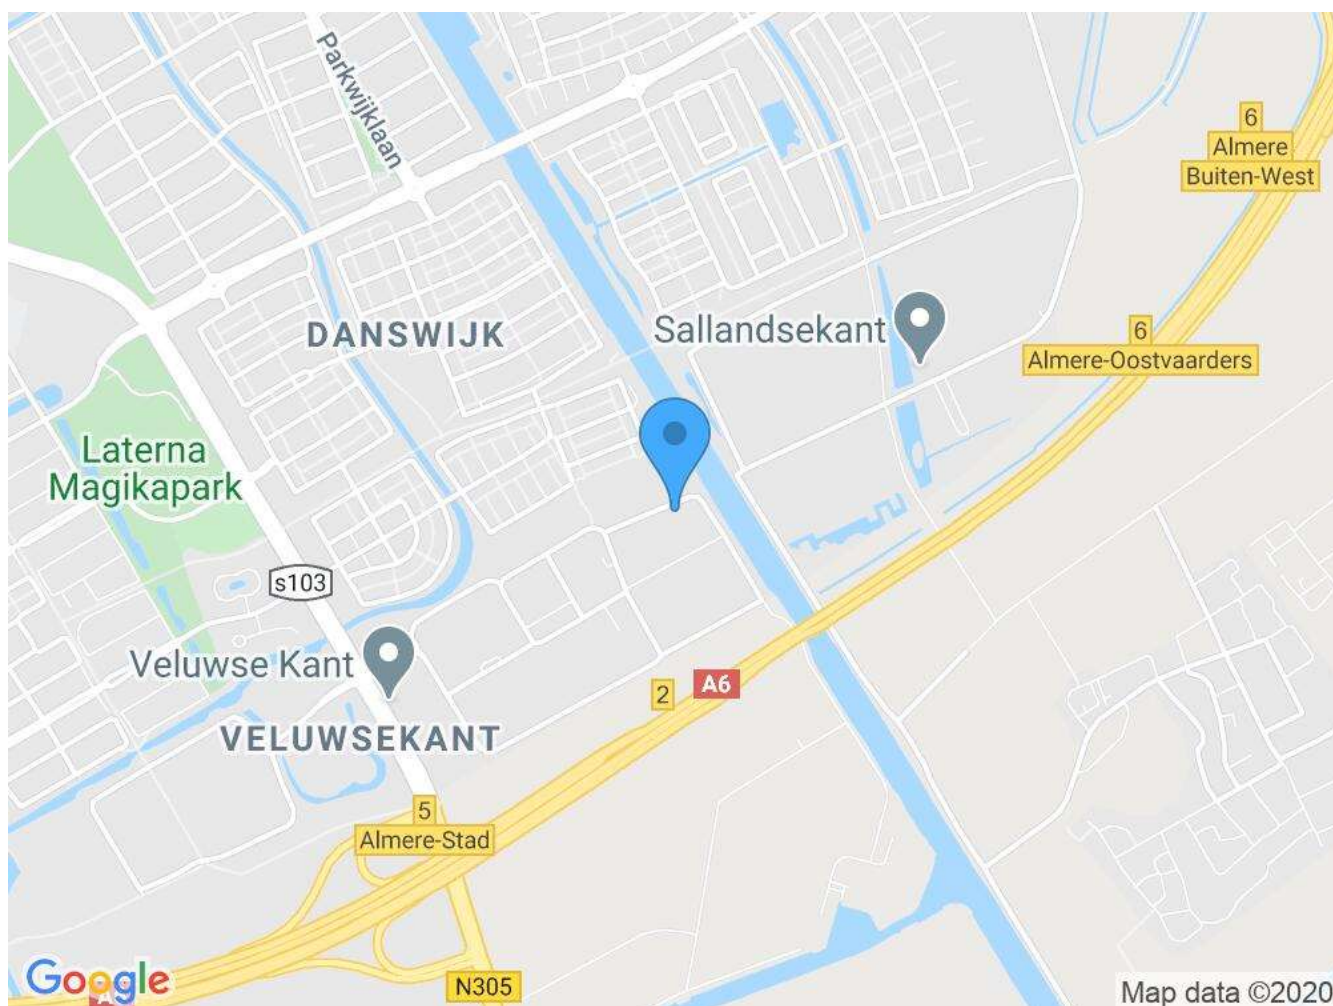 Parkwijklaan
6
Almere
Buiten-West
DANSWIJK
Sallandsekant
6
Almere-Oostvaarders
Laterna
Magikapark
s103
Veluwse Kant
2
A6
VELUWSEKANT
5
Almere-Stad
Google
N305
Map data ©2020